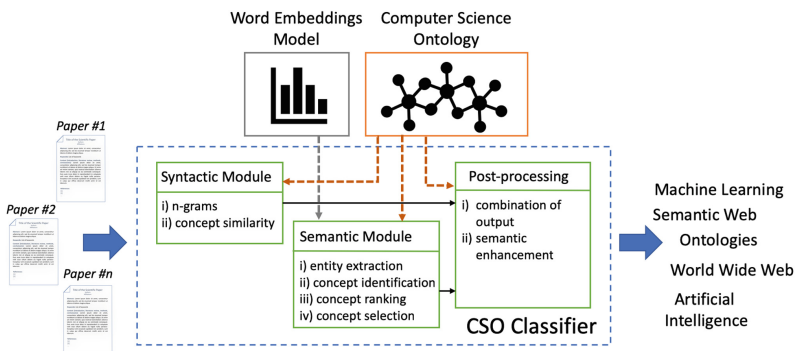 Word Embeddings
Model
Computer Science
Ontology
Paper #1
Paper #2
Paper #n
Syntactic Module
i) n-grams
ii) concept similarity
Semantic Module
i) entity extraction
ii) concept identification
iii) concept ranking
iv) concept selection
Post-processing
i) combination of
output
ii) semantic
enhancement
CSO Classifier
Machine Learning
Semantic Web
Ontologies
World Wide Web
Artificial
Intelligence